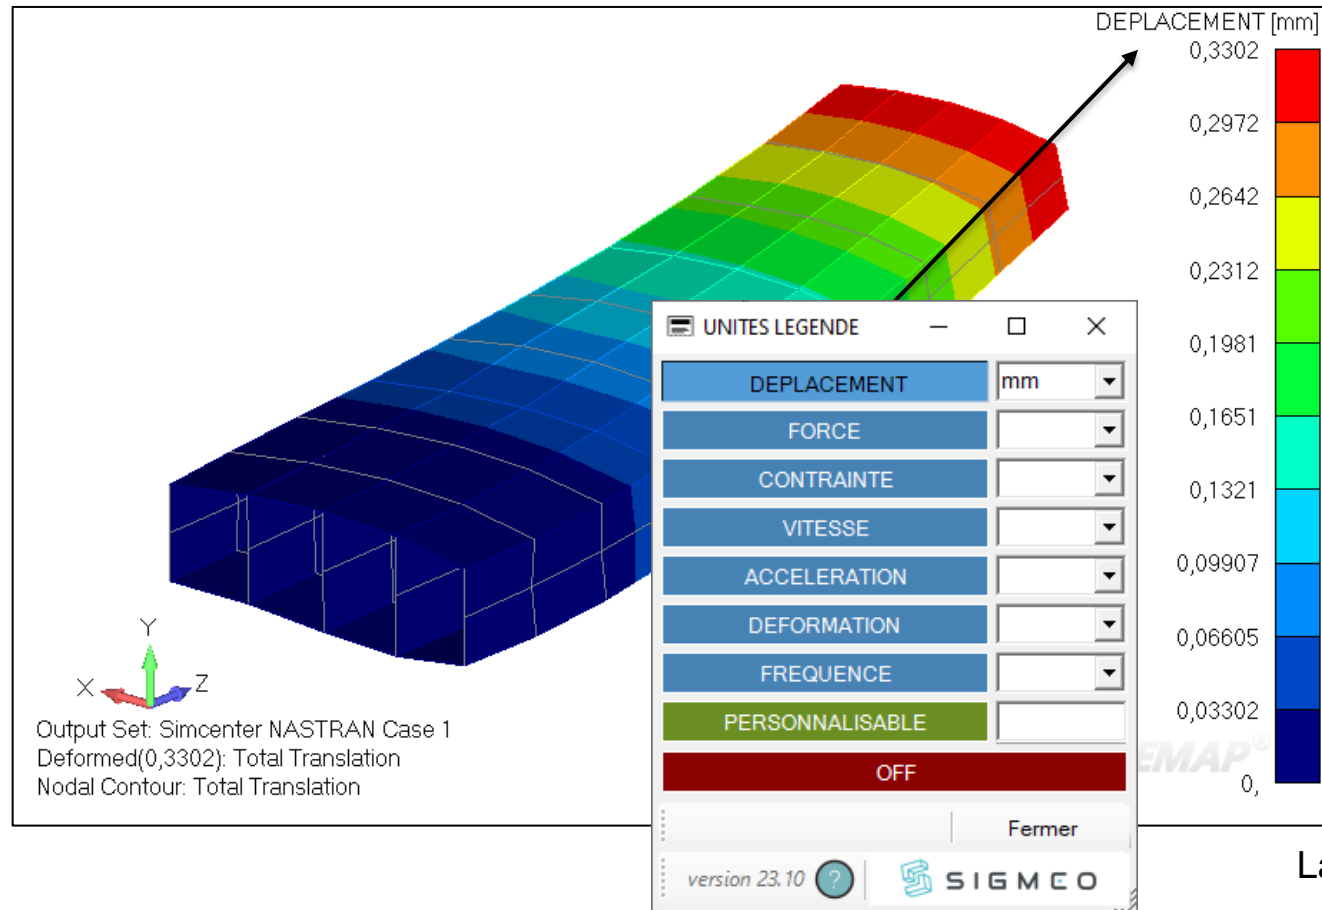 DEPLACEMENT [mm]
0,3302
0,2972
0,2642
0,2312
0,1981
0,1651
0,1321
0,09907
0,06605
0,03302
0,
EMAP®
Y
X
Z
Output Set: Simcenter NASTRAN Case 1
Deformed(0,3302): Total Translation
Nodal Contour: Total Translation
UNITES LEGENDE
DEPLACEMENT mm
FORCE
CONTRAINTE
VITESSE
ACCELERATION
DEFORMATION
FREQUENCE
PERSONNALISABLE
OFF
Fermer
version 23.10 ? SIGMEO
La